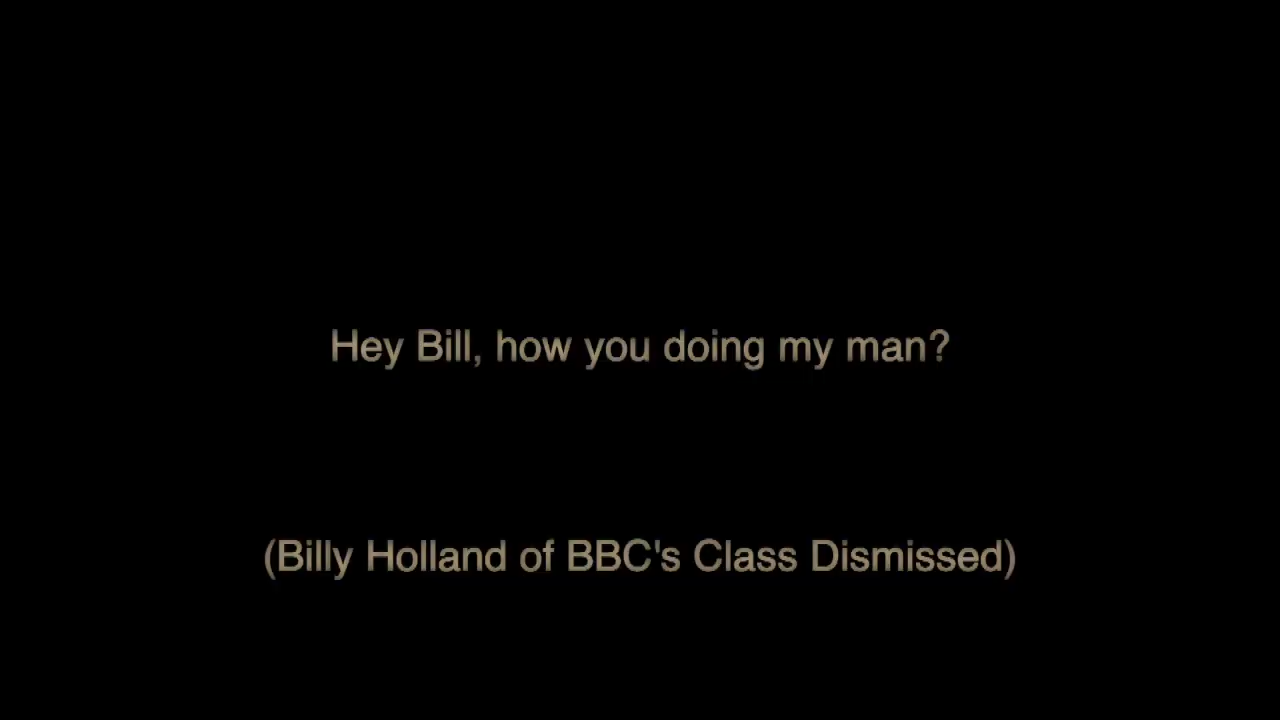 Hey Bill, how you doing my man?
(Billy Holland of BBC's Class Dismissed)